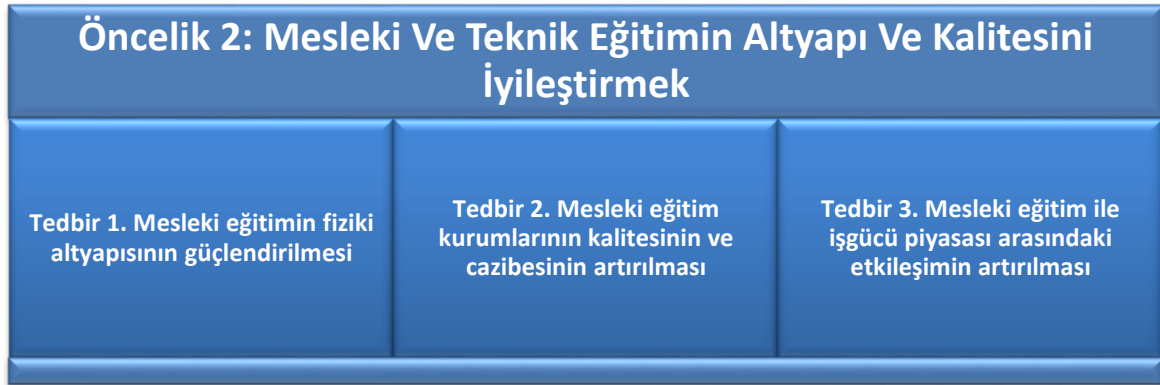 Öncelik 2: Mesleki Ve Teknik Eğitimin Altyapı Ve Kalitesini
İyileştirmek
Tedbir 1. Mesleki eğitimin fiziki
altyapısının güçlendirilmesi
Tedbir 2. Mesleki eğitim
kurumlarının kalitesinin ve
cazibesinin artırılması
Tedbir 3. Mesleki eğitim ile
işgücü piyasası arasındaki
etkileşimin artırılması